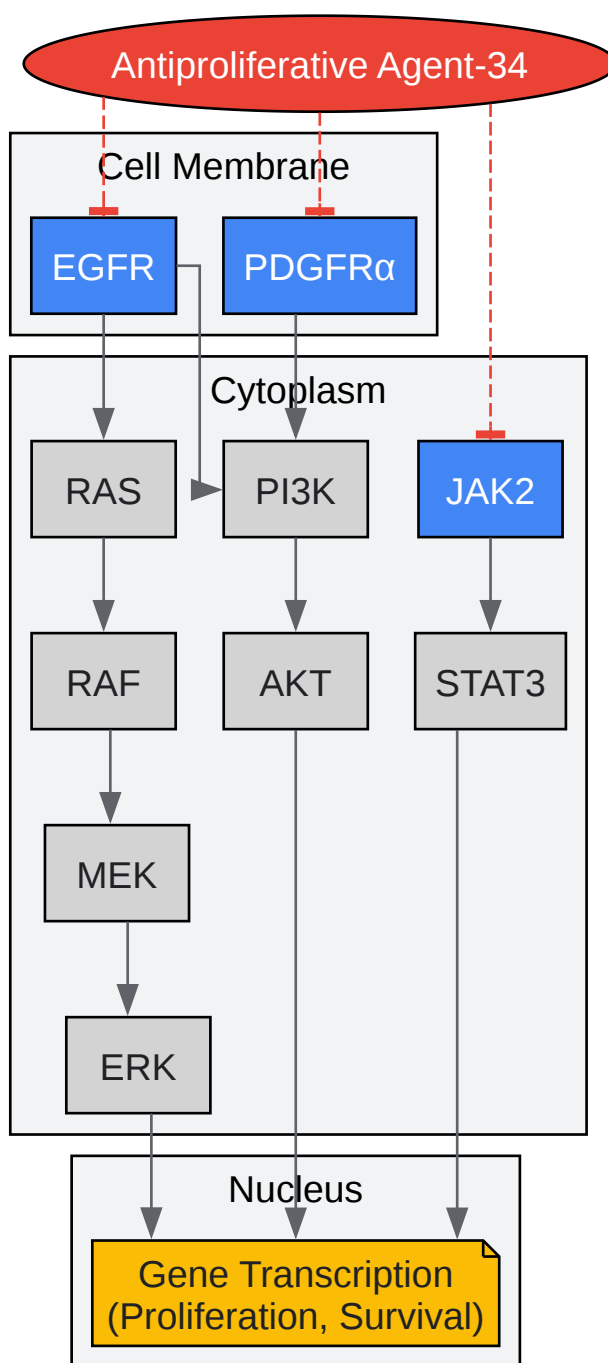 Antiproliferative Agent-34
Cell Membrane
EGFR
PDGFRα
Cytoplasm
RAS
PI3K
JAK2
RAF
AKT
STAT3
MEK
ERK
Nucleus
Gene Transcription
(Proliferation, Survival)